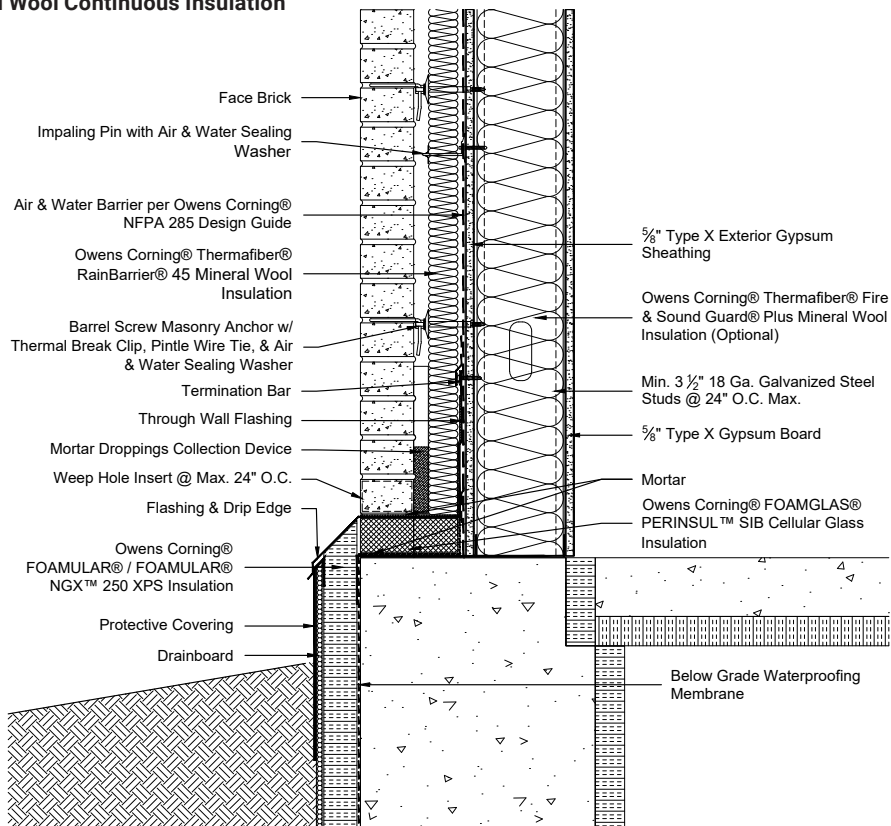 Wool Continuous Insulation
Face Brick
Impaling Pin with Air & Water Sealing
Washer
Air & Water Barrier per Owens Corning®
NFPA 285 Design Guide
Owens Corning® Thermafiber®
RainBarrier® 45 Mineral Wool
Insulation
Barrel Screw Masonry Anchor w/
Thermal Break Clip, Pintle Wire Tie, & Air
& Water Sealing Washer
Termination Bar
Through Wall Flashing
Mortar Droppings Collection Device
Weep Hole Insert @ Max. 24" O.C.
Flashing & Drip Edge
Owens Corning®
FOAMULAR® / FOAMULAR®
NGX™ 250 XPS Insulation
Protective Covering
Drainboard
⅝" Type X Exterior Gypsum
Sheathing
Owens Corning® Thermafiber® Fire
& Sound Guard® Plus Mineral Wool
Insulation (Optional)
Min. 3 ½" 18 Ga. Galvanized Steel
Studs @ 24" O.C. Max.
⅝" Type X Gypsum Board
Mortar
Owens Corning® FOAMGLAS®
PERINSUL™ SIB Cellular Glass
Insulation
Below Grade Waterproofing
Membrane